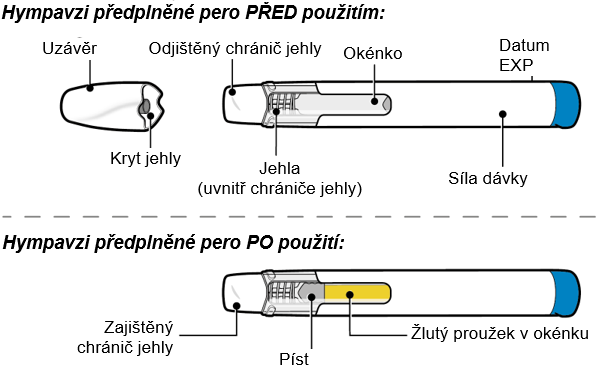 Hympavzi předplněné pero PŘED použitím:
Uzávěr
Odjištěný chránič jehly
Okénko
Datum
EXP
Kryt jehly
Jehla
(uvnitř chrániče jehly)
Síla dávky
Hympavzi předplněné pero PO použití:
Zajištěný
chránič jehly
Píst
Žlutý proužek v okénku